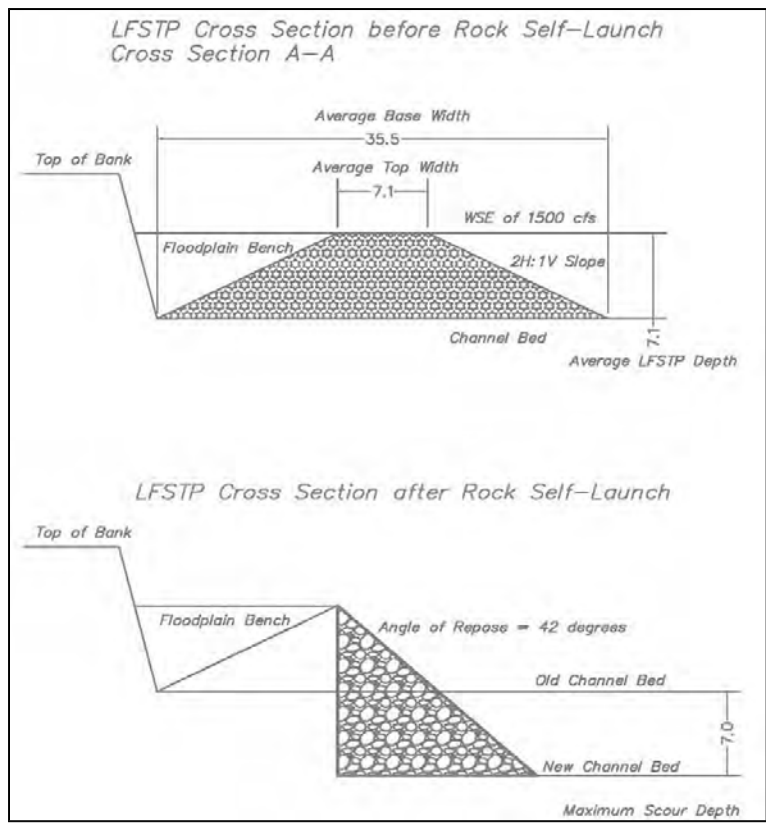 LFSTP Cross Section before Rock Self-Launch
Cross Section A-A
Average Base Width
35.5
Top of Bank
Average Top Width
7.1
WSE of 1500 cfs
Floodplain Bench
2H:1V Slope
Channel Bed
7.1
Average LFSTP Depth
LFSTP Cross Section after Rock Self-Launch
Top of Bank
Floodplain Bench
Angle of Repose = 42 degrees
Old Channel Bed
7.0
New Channel Bed
Maximum Scour Depth